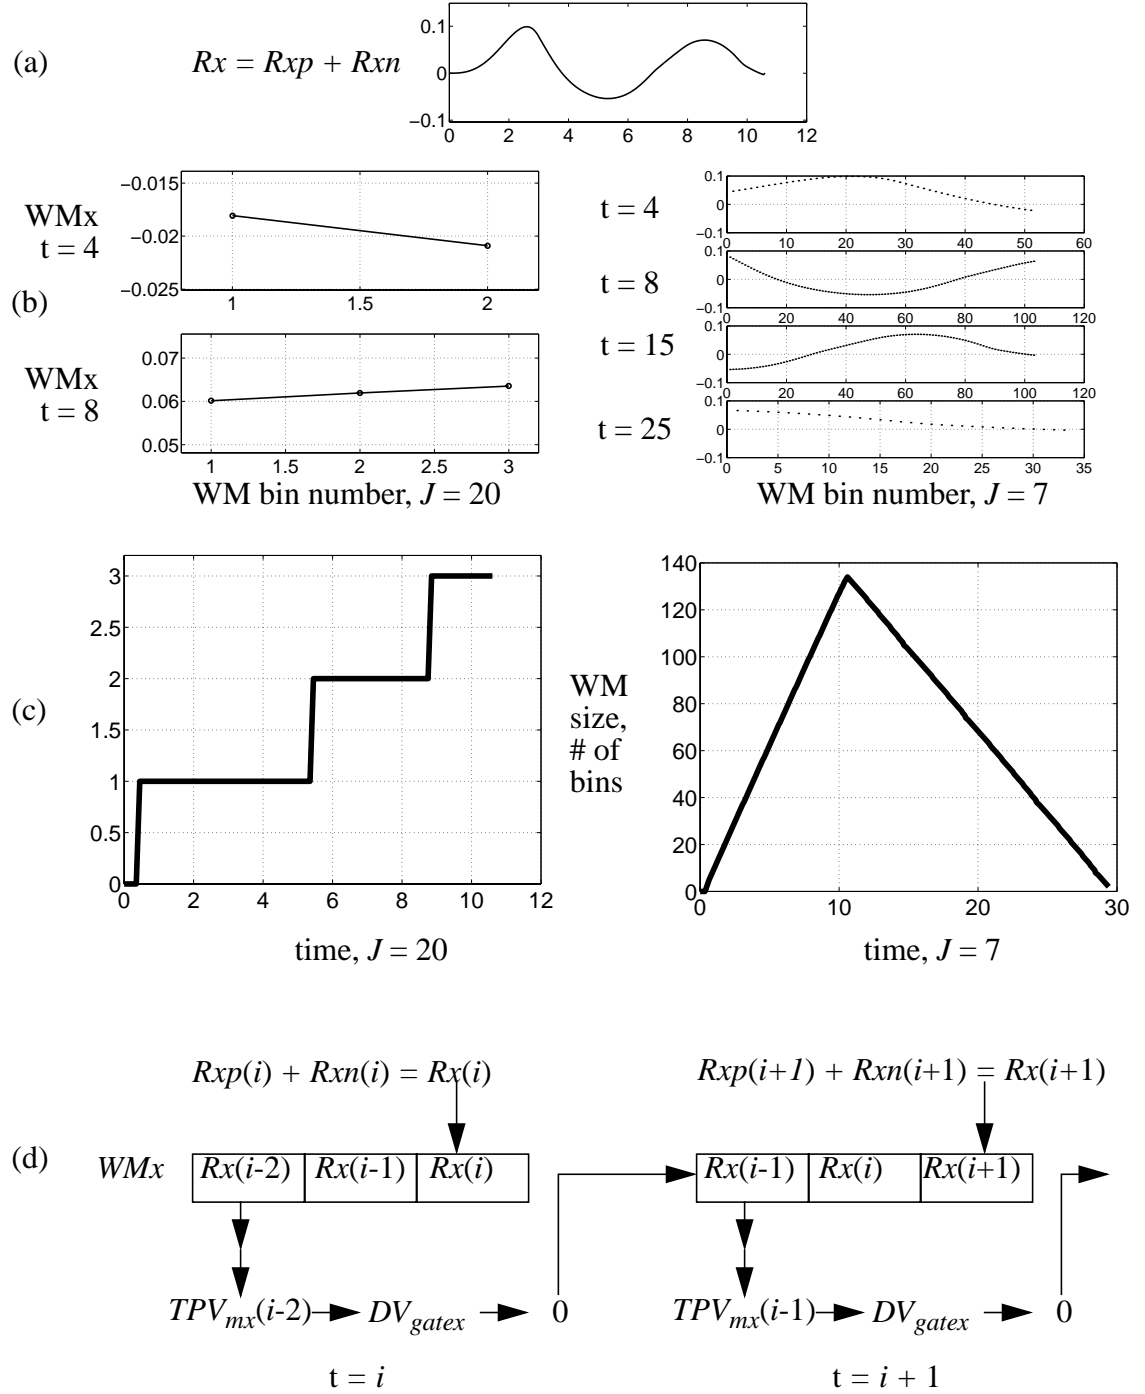 (a)
Rx = Rxp + Rxn
0.1
0
−0.1
0 2 4 6 8 10 12
WMx
t = 4
−0.015
−0.02
−0.025
1 1.5 2
(b)
WMx
t = 8
0.07
0.06
0.05
1 1.5 2 2.5 3
WM bin number, J = 20
t = 4
0.1
0
−0.1
0 10 20 30 40 50 60
t = 8
0.1
0
−0.1
0 20 40 60 80 100 120
t = 15
0.1
0
−0.1
0 20 40 60 80 100 120
t = 25
0.1
0
−0.1
0 5 10 15 20 25 30 35
WM bin number, J = 7
(c)
3
2.5
2
1.5
1
0.5
0
0 2 4 6 8 10 12
time, J = 20
WM
size,
# of
bins
140
120
100
80
60
40
20
0
0 10 20 30
time, J = 7
(d)
Rxp(i) + Rxn(i) = Rx(i)
WMx
Rx(i-2) Rx(i-1) Rx(i)
TPVmx(i-2) DVgatex 0
t = i
Rxp(i+1) + Rxn(i+1) = Rx(i+1)
Rx(i-1) Rx(i) Rx(i+1)
TPVmx(i-1) DVgatex 0
t = i + 1